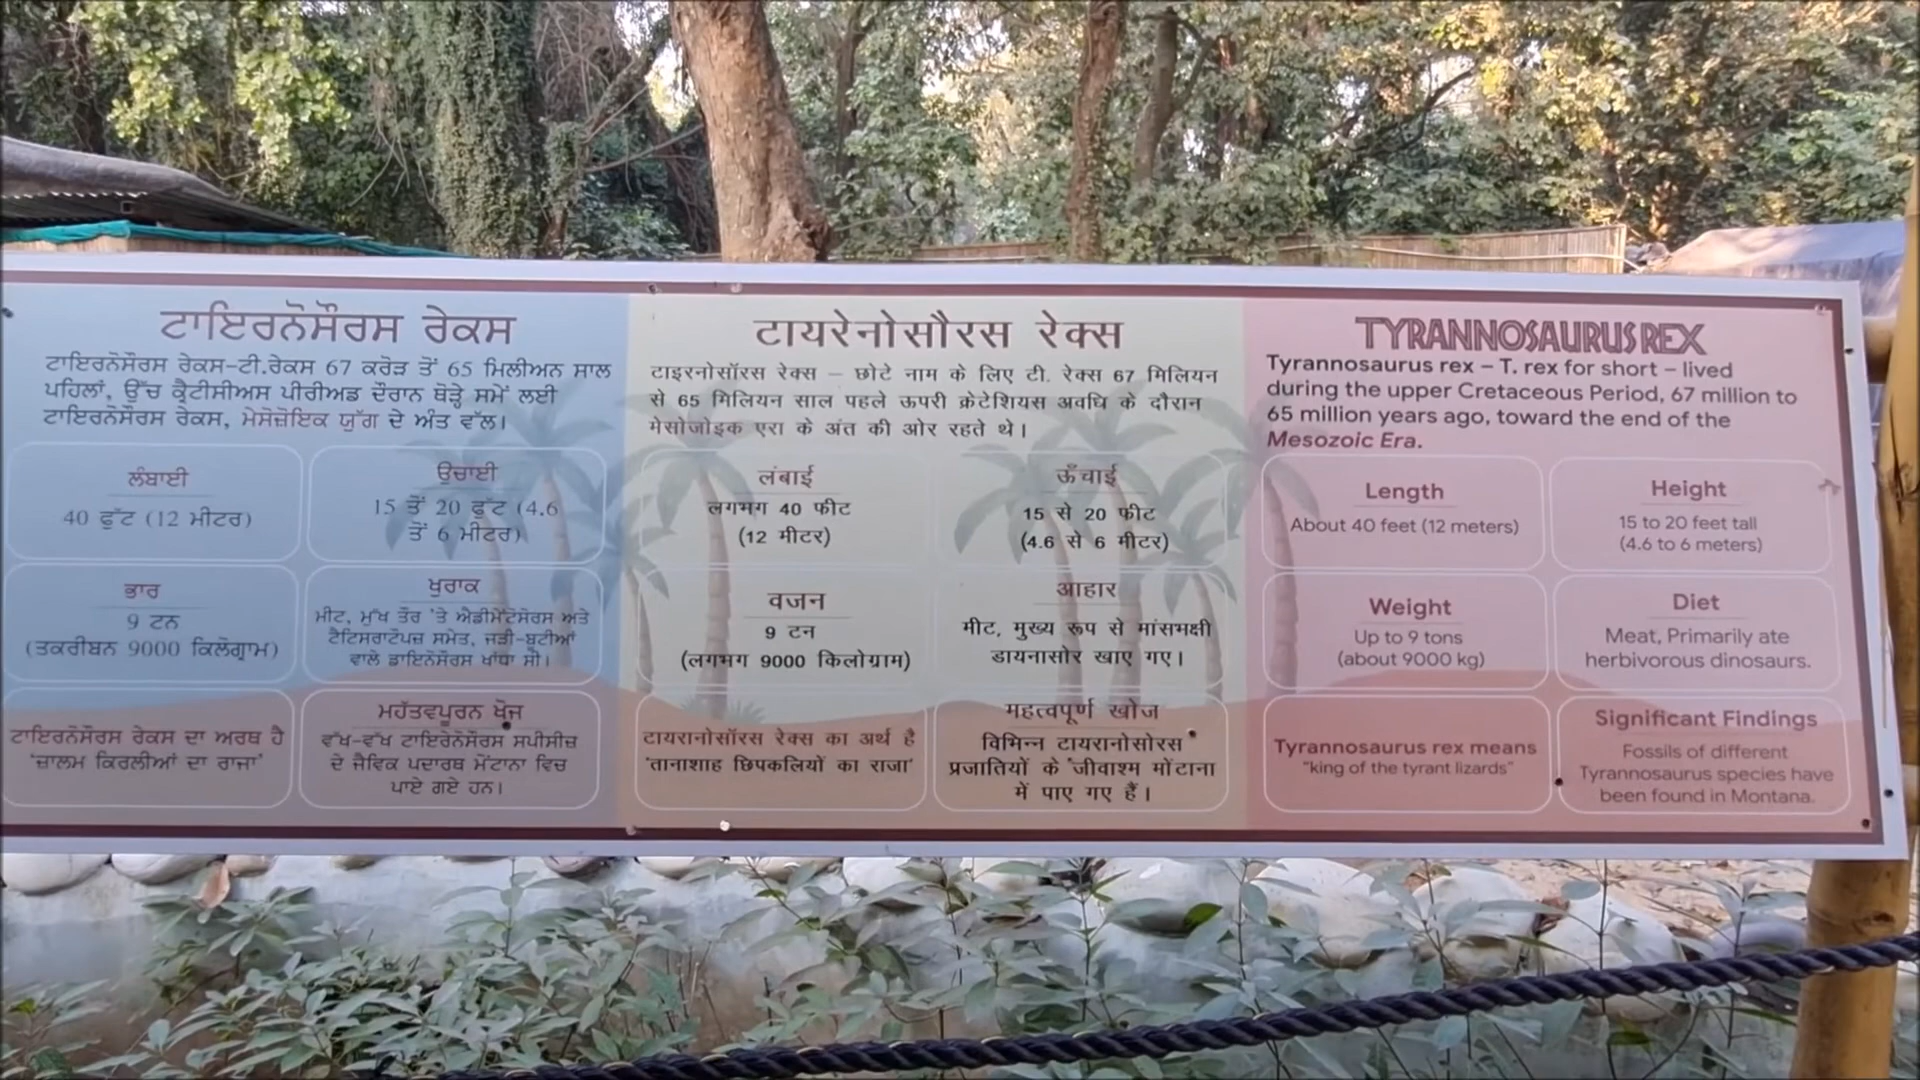 ਟਾਇਰਨੋਸੌਰਸ ਰੇਕਸ
ਟਾਇਰਨੋਸੌਰਸ ਰੇਕਸ-ਟੀ.ਰੇਕਸ 67 ਕਰੋੜ ਤੋਂ 65 ਮਿਲੀਅਨ ਸਾਲ
ਪਹਿਲਾਂ, ਉੱਚ ਕ੍ਰੈਟੀਸੀਅਸ ਪੀਰੀਅਡ ਦੌਰਾਨ ਥੋੜ੍ਹੇ ਸਮੇਂ ਲਈ
ਟਾਇਰਨੋਸੌਰਸ ਰੇਕਸ, ਮੇਸੋਜ਼ੋਇਕ ਯੁੱਗ ਦੇ ਅੰਤ ਵੱਲ।
ਲੰਬਾਈ
40 ਫੁੱਟ (12 ਮੀਟਰ)
ਉਚਾਈ
15 ਤੋਂ 20 ਫੁੱਟ (4.6
ਤੋਂ 6 ਮੀਟਰ)
ਭਾਰ
9 ਟਨ
(ਤਕਰੀਬਨ 9000 ਕਿਲੋਗ੍ਰਾਮ)
ਖੁਰਾਕ
ਮੀਟ, ਮੁੱਖ ਤੌਰ 'ਤੇ ਐਡੀਮੇਂਟੋਸੋਰਸ ਅਤੇ
ਟੈਟਿਸਰਾਟੋਪਜ਼ ਸਮੇਤ, ਜੜੀ-ਬੂਟੀਆਂ
ਵਾਲੇ ਡਾਇਨੋਸੌਰਸ ਖਾਂਧਾ ਸੀ।
ਟਾਇਰਨੋਸੌਰਸ ਰੇਕਸ ਦਾ ਅਰਥ ਹੈ
'ਜ਼ਾਲਮ ਕਿਰਲੀਆਂ ਦਾ ਰਾਜਾ'
ਮਹੱਤਵਪੂਰਨ ਖੋਜ
ਵੱਖ-ਵੱਖ ਟਾਇਰੇਨੋਸੌਰਸ ਸਪੀਸੀਜ਼
ਦੇ ਜੈਵਿਕ ਪਦਾਰਥ ਮੋਂਟਾਨਾ ਵਿਚ
ਪਾਏ ਗਏ ਹਨ।
टायरेनोसौरस रेक्स
टाइरनोसॉरस रेक्स – छोटे नाम के लिए टी. रेक्स 67 मिलियन
से 65 मिलियन साल पहले ऊपरी क्रेटेशियस अवधि के दौरान
मेसोजोइक एरा के अंत की ओर रहते थे।
लंबाई
लगभग 40 फीट
(12 मीटर)
ऊँचाई
15 से 20 फीट
(4.6 से 6 मीटर)
वजन
9 टन
(लगभग 9000 किलोग्राम)
आहार
मीट, मुख्य रूप से मांसमक्षी
डायनासोर खाए गए।
टायरानोसॉरस रेक्स का अर्थ है
'तानाशाह छिपकलियों का राजा'
महत्वपूर्ण खोज
विभिन्न टायरानोसोरस
प्रजातियों के जीवाश्म मोंटाना
में पाए गए हैं।
TYRANNOSAURUS REX
Tyrannosaurus rex – T. rex for short – lived
during the upper Cretaceous Period, 67 million to
65 million years ago, toward the end of the
Mesozoic Era.
Length
About 40 feet (12 meters)
Height
15 to 20 feet tall
(4.6 to 6 meters)
Weight
Up to 9 tons
(about 9000 kg)
Diet
Meat, Primarily ate
herbivorous dinosaurs.
Tyrannosaurus rex means
"king of the tyrant lizards"
Significant Findings
Fossils of different
Tyrannosaurus species have
been found in Montana.